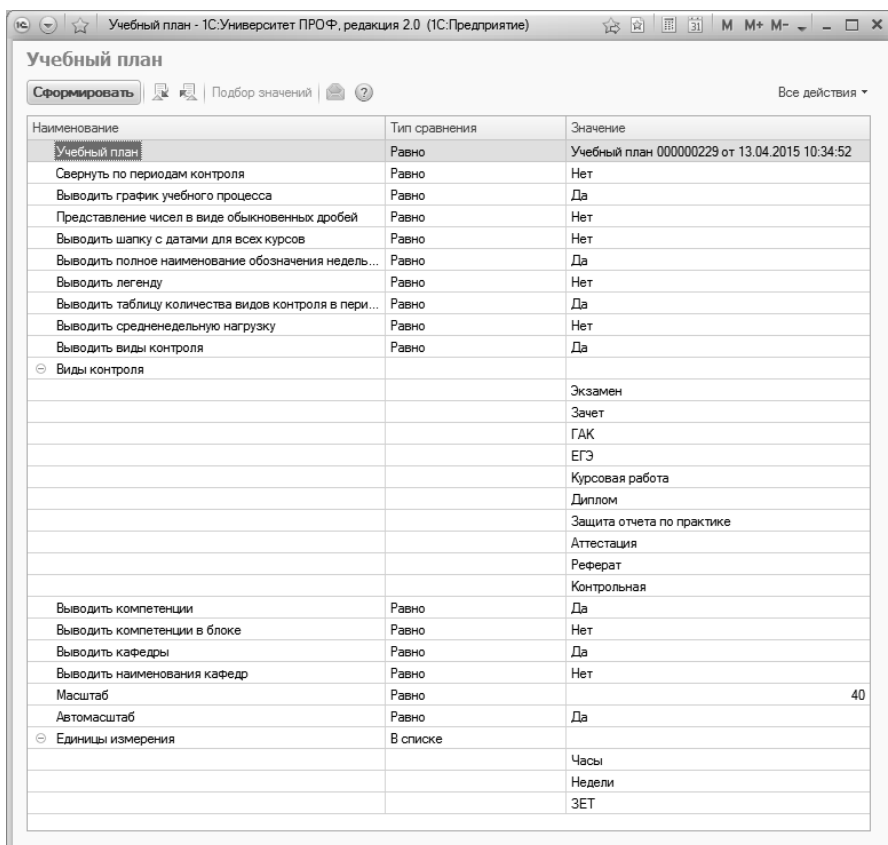 Учебный план - 1С:Университет ПРОФ, редакция 2.0 (1С:Предприятие)
31 M M+ M-
Учебный план
Сформировать Подбор значений ? Все действия
Наименование Тип сравнения Значение
Учебный план Равно Учебный план 000000229 от 13.04.2015 10:34:52
Свернуть по периодам контроля Равно Нет
Выводить график учебного процесса Равно Да
Представление чисел в виде обыкновенных дробей Равно Нет
Выводить шапку с датами для всех курсов Равно Нет
Выводить полное наименование обозначения недель... Равно Да
Выводить легенду Равно Нет
Выводить таблицу количества видов контроля в пери... Равно Да
Выводить средненедельную нагрузку Равно Нет
Выводить виды контроля Равно Да
Виды контроля
Экзамен
Зачет
ГАК
ЕГЭ
Курсовая работа
Диплом
Защита отчета по практике
Аттестация
Реферат
Контрольная
Выводить компетенции Равно Да
Выводить компетенции в блоке Равно Нет
Выводить кафедры Равно Да
Выводить наименования кафедр Равно Нет
Масштаб Равно 40
Автомасштаб Равно Да
Единицы измерения В списке
Часы
Недели
ЗЕТ